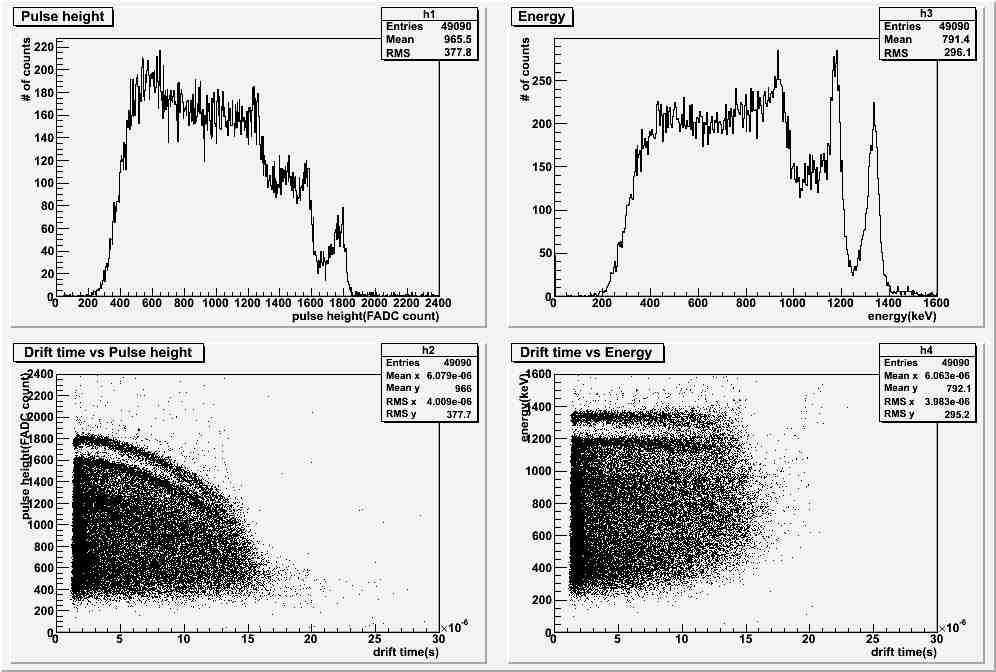 Pulse height
h1
Entries 49090
Mean 965.5
RMS 377.8
# of counts
220
200
180
160
140
120
100
80
60
40
20
0
0 200 400 600 800 1000 1200 1400 1600 1800 2000 2200 2400
pulse height(FADC count)
Energy
h3
Entries 49090
Mean 791.4
RMS 296.1
# of counts
250
200
150
100
50
0
0 200 400 600 800 1000 1200 1400 1600
energy(keV)
Drift time vs Pulse height
h2
Entries 49090
Mean x 6.079e-06
Mean y 966
RMS x 4.009e-06
RMS y 377.7
pulse height(FADC count)
2400
2200
2000
1800
1600
1400
1200
1000
800
600
400
200
0
0 5 10 15 20 25 30
×10-6
drift time(s)
Drift time vs Energy
h4
Entries 49090
Mean x 6.063e-06
Mean y 792.1
RMS x 3.983e-06
RMS y 295.2
energy(keV)
1600
1400
1200
1000
800
600
400
200
0
0 5 10 15 20 25 30
×10-6
drift time(s)